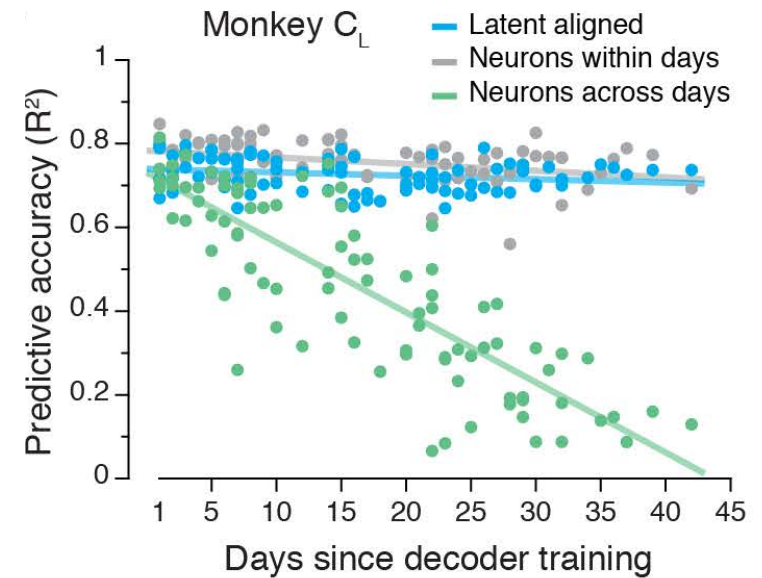 Monkey C_L
Latent aligned
Neurons within days
Neurons across days
Predictive accuracy (R²)
1
0.8
0.6
0.4
0.2
0
1 5 10 15 20 25 30 35 40 45
Days since decoder training